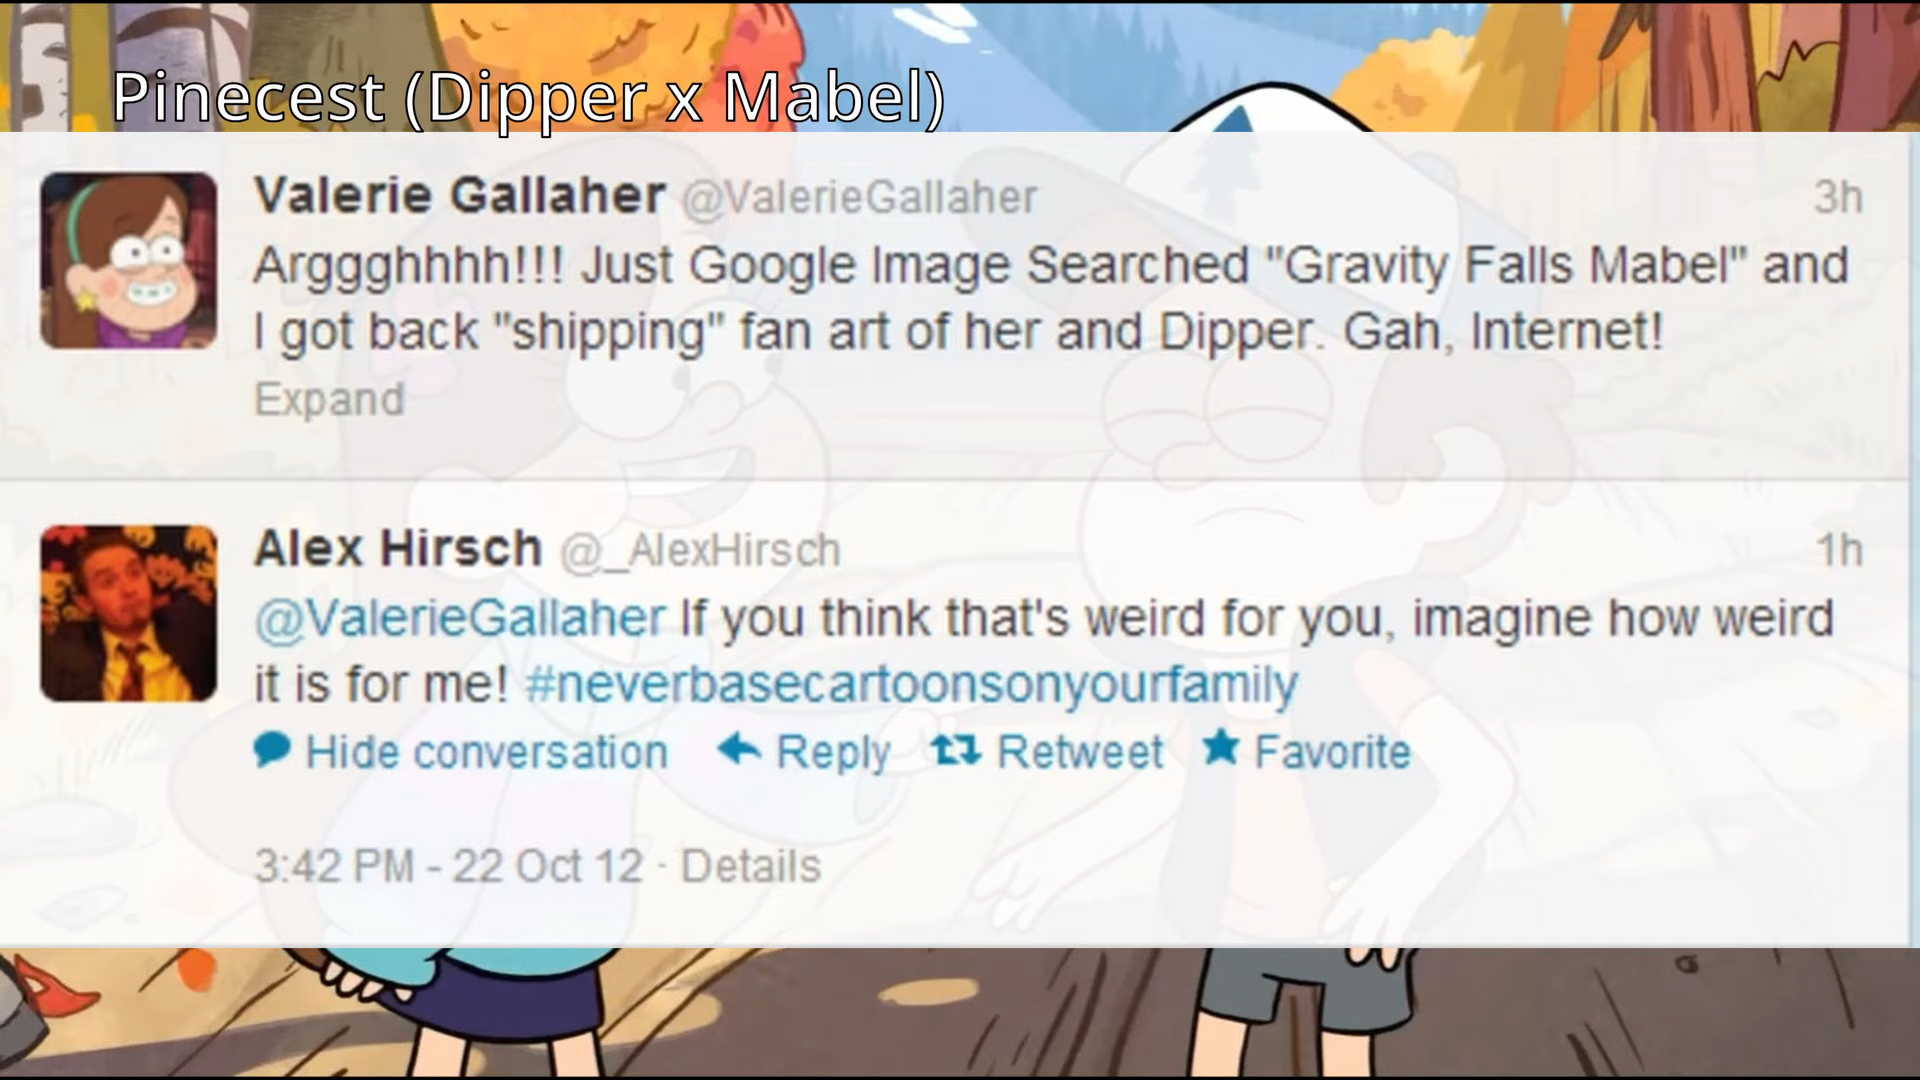 Pinecest (Dipper x Mabel)
Valerie Gallaher @ValerieGallaher 3h
Arggghhhh!!! Just Google Image Searched "Gravity Falls Mabel" and
I got back "shipping" fan art of her and Dipper. Gah, Internet!
Expand
Alex Hirsch @_AlexHirsch 1h
@ValerieGallaher If you think that's weird for you, imagine how weird
it is for me! #neverbasecartoonsonyourfamily
Hide conversation Reply Retweet Favorite
3:42 PM - 22 Oct 12 · Details